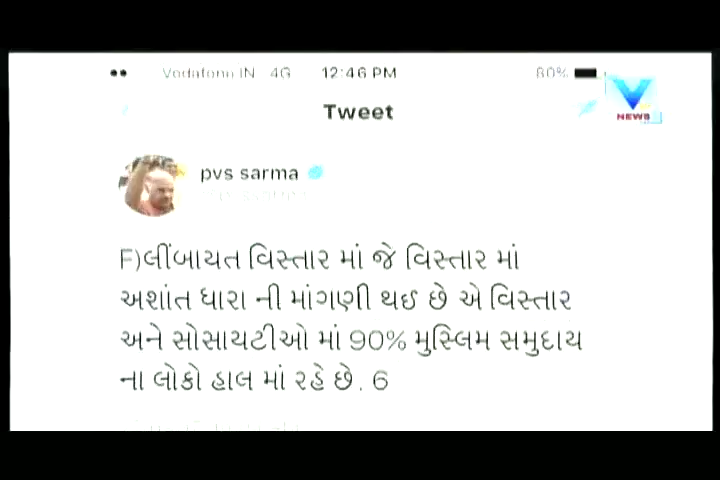 Vodafone IN 4G 12:46 PM 80%
Tweet
NEWS
pvs sarma
F)લીંબાયત વિસ્તાર માં જે વિસ્તાર માં
અશાંત ધારા ની માંગણી થઇ છે એ વિસ્તાર
અને સોસાયટીઓ માં 90% મુસ્લિમ સમુદાય
ના લોકો હાલ માં રહે છે. 6